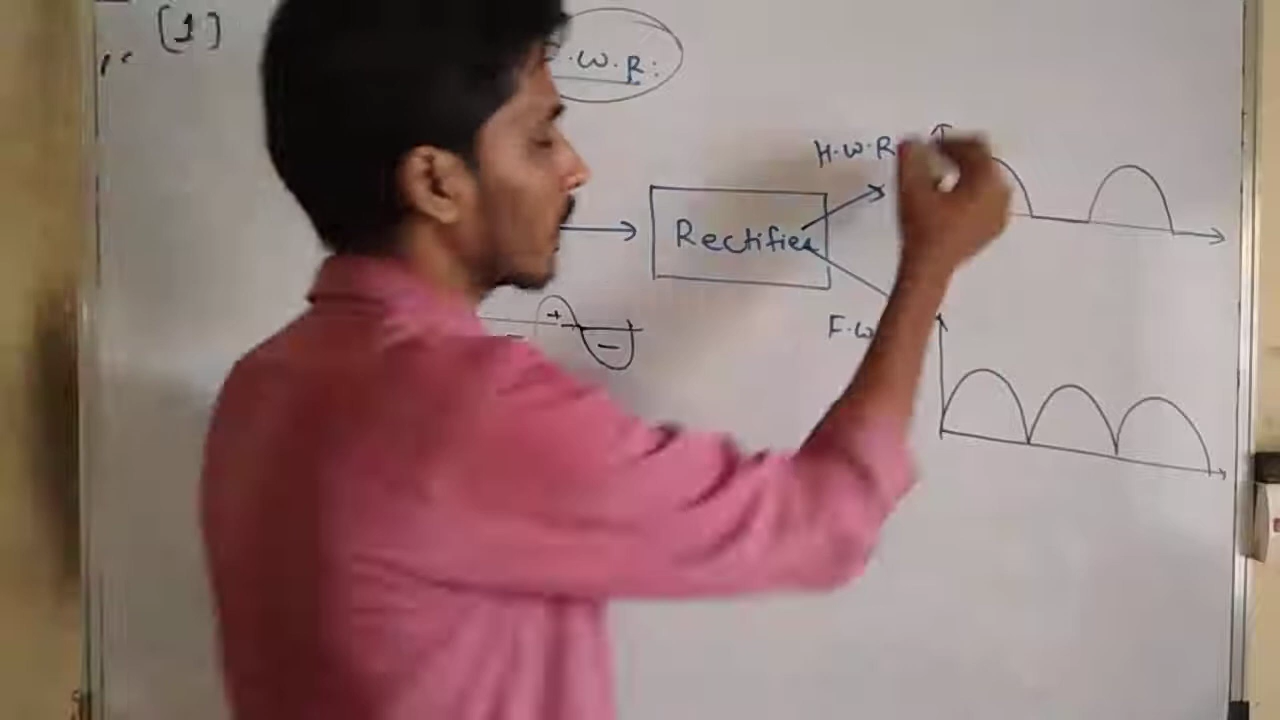 [1]
.W.R:
H.W.R
Rectifier
+
-
-
F.W